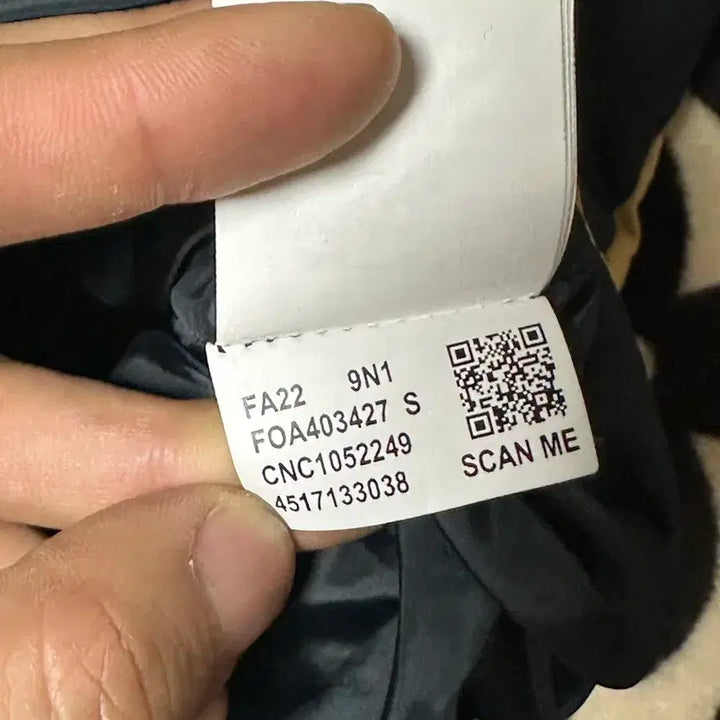 FA22 9N1
FOA403427 S
CNC1052249
4517133038
SCAN ME